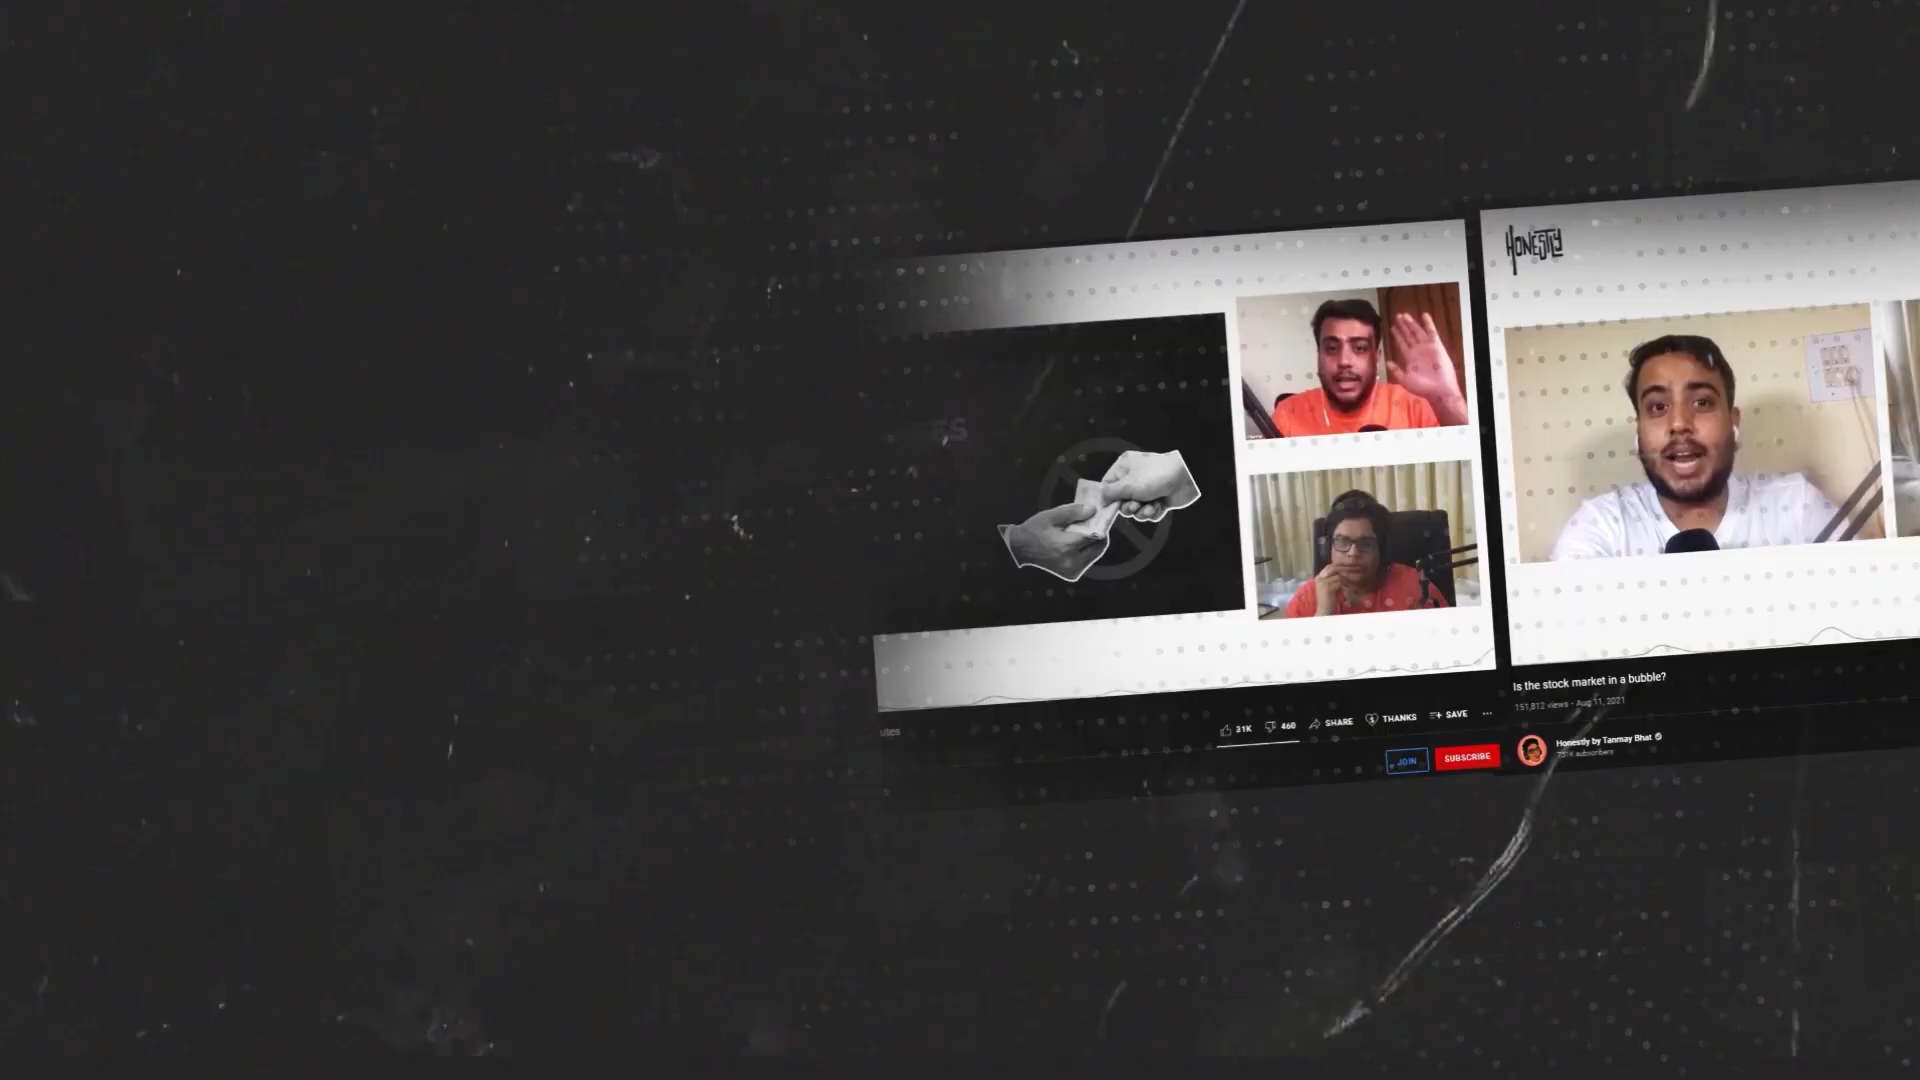 31K
460
SHARE
THANKS
SAVE
JOIN
SUBSCRIBE
HONESTLY
Is the stock market in a bubble?
151,812 views • Aug 11, 2021
Honestly by Tanmay Bhat